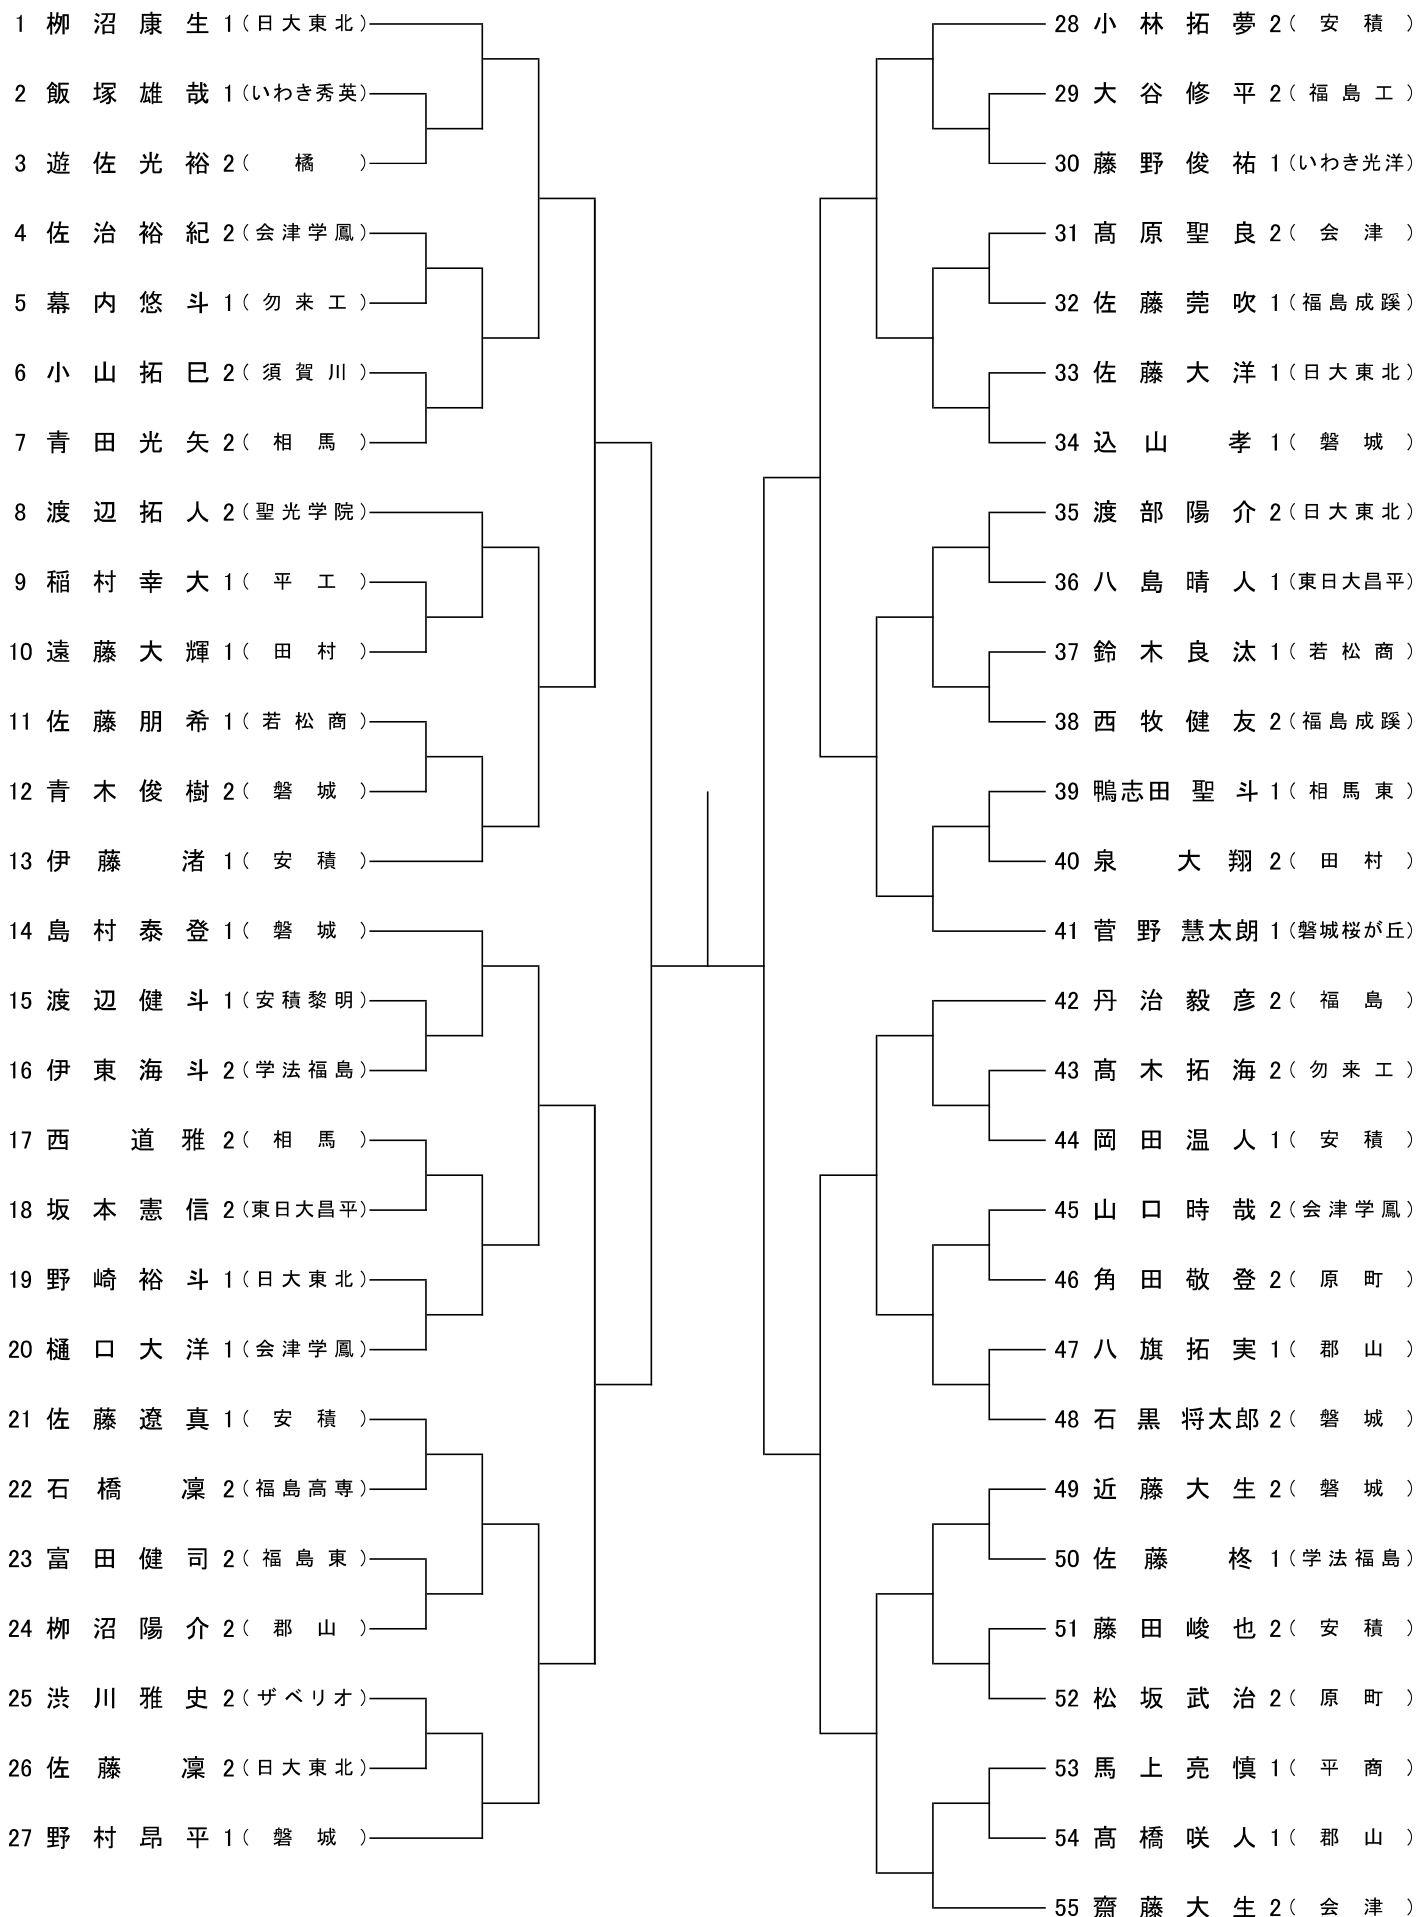 1 栁沼康生 1(日大東北)
2 飯塚雄哉 1(いわき秀英)
3 遊佐光裕 2(橘)
4 佐治裕紀 2(会津学鳳)
5 幕内悠斗 1(勿来工)
6 小山拓巳 2(須賀川)
7 青田光矢 2(相馬)
8 渡辺拓人 2(聖光学院)
9 稲村幸大 1(平工)
10 遠藤大輝 1(田村)
11 佐藤朋希 1(若松商)
12 青木俊樹 2(磐城)
13 伊藤渚 1(安積)
14 島村泰登 1(磐城)
15 渡辺健斗 1(安積黎明)
16 伊東海斗 2(学法福島)
17 西道雅 2(相馬)
18 坂本憲信 2(東日大昌平)
19 野崎裕斗 1(日大東北)
20 樋口大洋 1(会津学鳳)
21 佐藤遼真 1(安積)
22 石橋凜 2(福島高専)
23 富田健司 2(福島東)
24 栁沼陽介 2(郡山)
25 渋川雅史 2(ザベリオ)
26 佐藤凜 2(日大東北)
27 野村昂平 1(磐城)
28 小林拓夢 2(安積)
29 大谷修平 2(福島工)
30 藤野俊祐 1(いわき光洋)
31 髙原聖良 2(会津)
32 佐藤莞吹 1(福島成蹊)
33 佐藤大洋 1(日大東北)
34 込山孝 1(磐城)
35 渡部陽介 2(日大東北)
36 八島晴人 1(東日大昌平)
37 鈴木良汰 1(若松商)
38 西牧健友 2(福島成蹊)
39 鴨志田聖斗 1(相馬東)
40 泉大翔 2(田村)
41 菅野慧太朗 1(磐城桜が丘)
42 丹治毅彦 2(福島)
43 髙木拓海 2(勿来工)
44 岡田温人 1(安積)
45 山口時哉 2(会津学鳳)
46 角田敬登 2(原町)
47 八旗拓実 1(郡山)
48 石黒将太郎 2(磐城)
49 近藤大生 2(磐城)
50 佐藤柊 1(学法福島)
51 藤田峻也 2(安積)
52 松坂武治 2(原町)
53 馬上亮慎 1(平商)
54 髙橋咲人 1(郡山)
55 齋藤大生 2(会津)